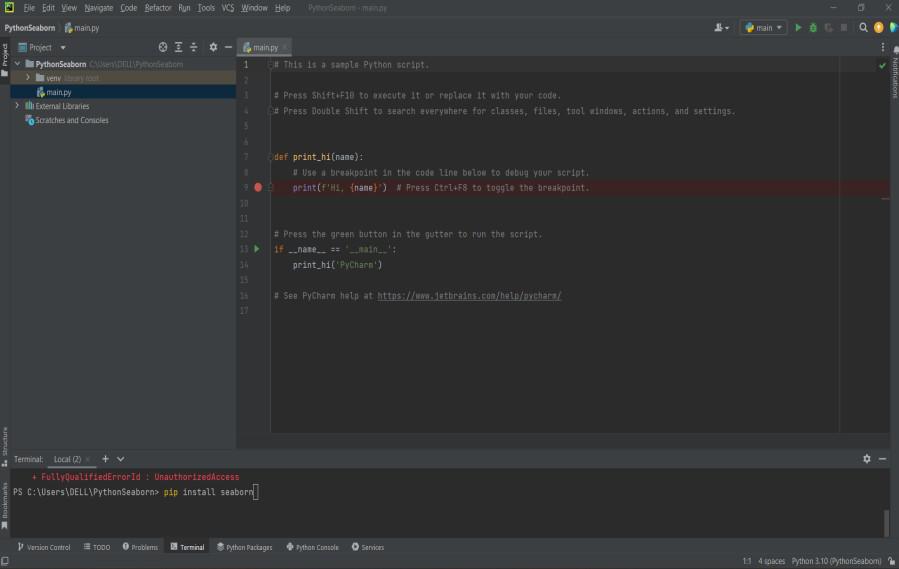 File Edit View Navigate Code Refactor Run Tools VCS Window Help PythonSeaborn - main.py
PythonSeaborn main.py
main
Project
main.py
PythonSeaborn C:\Users\DELL\PythonSeaborn
venv library root
main.py
External Libraries
Scratches and Consoles
Project
Structure
Bookmarks
Notifications
1 # This is a sample Python script.
2
3 # Press Shift+F10 to execute it or replace it with your code.
4 # Press Double Shift to search everywhere for classes, files, tool windows, actions, and settings.
5
6
7 def print_hi(name):
8 # Use a breakpoint in the code line below to debug your script.
9 print(f'Hi, {name}') # Press Ctrl+F8 to toggle the breakpoint.
10
11
12 # Press the green button in the gutter to run the script.
13 if __name__ == '__main__':
14 print_hi('PyCharm')
15
16 # See PyCharm help at https://www.jetbrains.com/help/pycharm/
17
Terminal: Local (2)
+ FullyQualifiedErrorId : UnauthorizedAccess
PS C:\Users\DELL\PythonSeaborn> pip install seaborn
Version Control TODO Problems Terminal Python Packages Python Console Services
1:1 4 spaces Python 3.10 (PythonSeaborn)